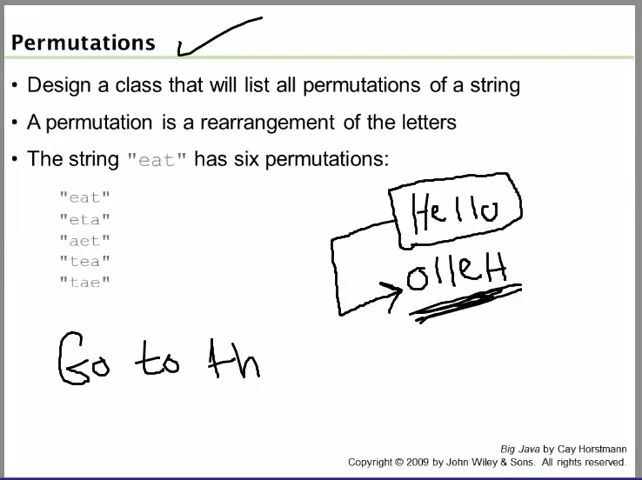 Permutations
• Design a class that will list all permutations of a string
• A permutation is a rearrangement of the letters
• The string "eat" has six permutations:
"eat"
"eta"
"aet"
"tea"
"tae"
Hello
olleH
Go to th
Big Java by Cay Horstmann
Copyright © 2009 by John Wiley & Sons. All rights reserved.